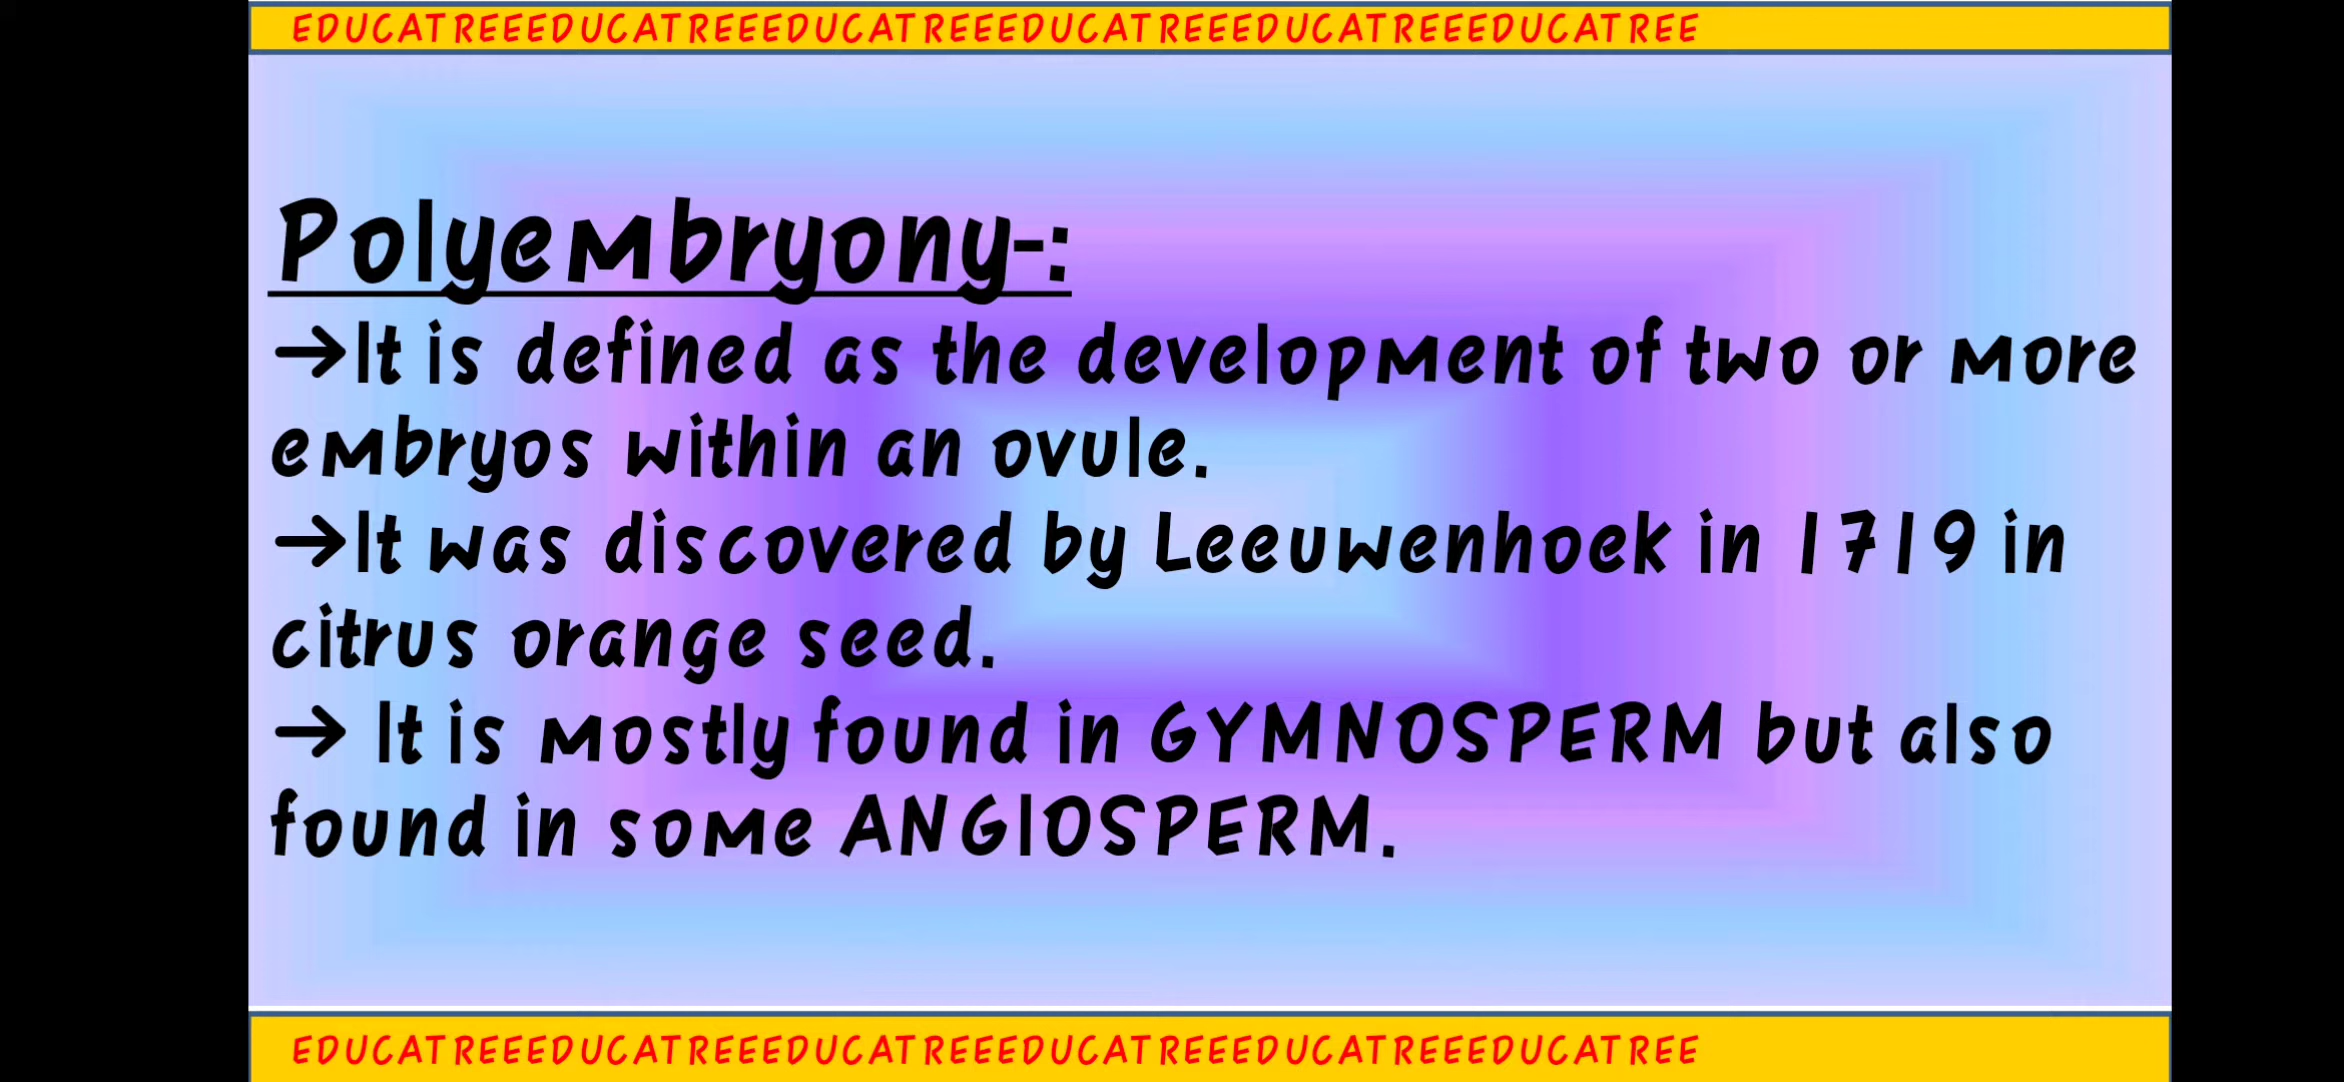 EDUCATREEEDUCATREEEDUCATREEEDUCATREEEDUCATREEEDUCATREE
Polyembryony-:
→It is defined as the development of two or more
embryos within an ovule.
→It was discovered by Leeuwenhoek in 1719 in
citrus orange seed.
→ It is mostly found in GYMNOSPERM but also
found in some ANGIOSPERM.
EDUCATREEEDUCATREEEDUCATREEEDUCATREEEDUCATREEEDUCATREE